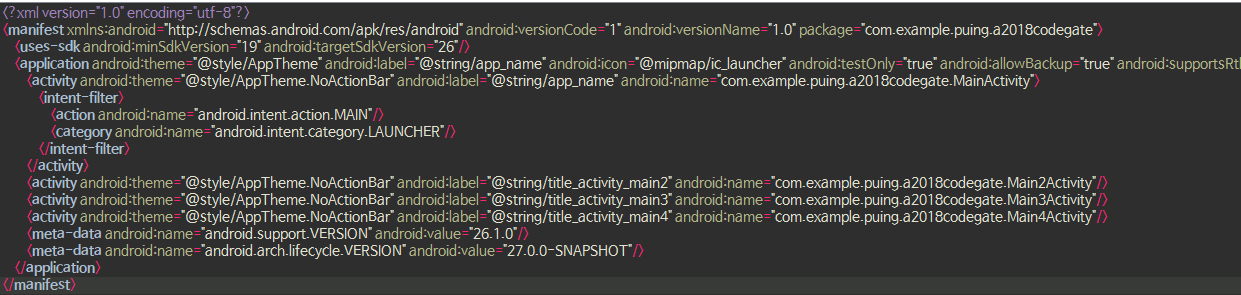 <?xml version="1.0" encoding="utf-8"?>
<manifest xmlns:android="http://schemas.android.com/apk/res/android" android:versionCode="1" android:versionName="1.0" package="com.example.puing.a2018codegate">
<uses-sdk android:minSdkVersion="19" android:targetSdkVersion="26"/>
<application android:theme="@style/AppTheme" android:label="@string/app_name" android:icon="@mipmap/ic_launcher" android:testOnly="true" android:allowBackup="true" android:supportsRtl
<activity android:theme="@style/AppTheme.NoActionBar" android:label="@string/app_name" android:name="com.example.puing.a2018codegate.MainActivity">
<intent-filter>
<action android:name="android.intent.action.MAIN"/>
<category android:name="android.intent.category.LAUNCHER"/>
</intent-filter>
</activity>
<activity android:theme="@style/AppTheme.NoActionBar" android:label="@string/title_activity_main2" android:name="com.example.puing.a2018codegate.Main2Activity"/>
<activity android:theme="@style/AppTheme.NoActionBar" android:label="@string/title_activity_main3" android:name="com.example.puing.a2018codegate.Main3Activity"/>
<activity android:theme="@style/AppTheme.NoActionBar" android:label="@string/title_activity_main4" android:name="com.example.puing.a2018codegate.Main4Activity"/>
<meta-data android:name="android.support.VERSION" android:value="26.1.0"/>
<meta-data android:name="android.arch.lifecycle.VERSION" android:value="27.0.0-SNAPSHOT"/>
</application>
</manifest>